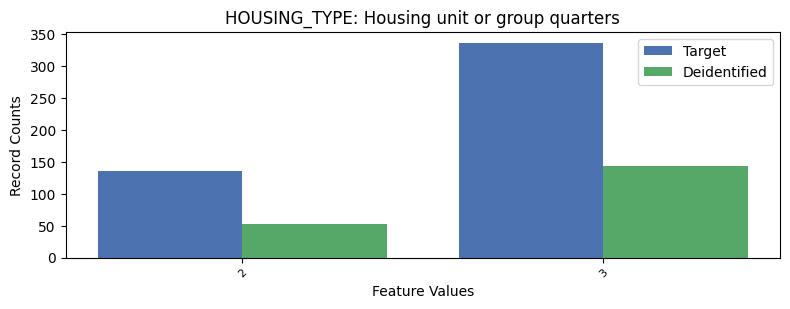 HOUSING_TYPE: Housing unit or group quarters
350
300
250
200
150
100
50
0
Record Counts
Target
Deidentified
2
3
Feature Values